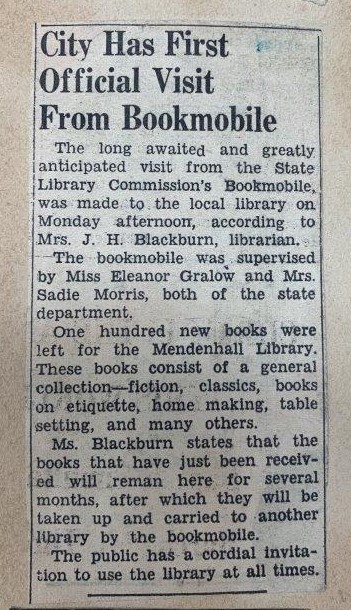 City Has First
Official Visit
From Bookmobile
The long awaited and greatly
anticipated visit from the State
Library Commission's Bookmobile,
was made to the local library on
Monday afternoon, according to
Mrs. J. H. Blackburn, librarian.
The bookmobile was supervised
by Miss Eleanor Gralow and Mrs.
Sadie Morris, both of the state
department.
One hundred new books were
left for the Mendenhall Library.
These books consist of a general
collection—fiction, classics, books
on etiquette, home making, table
setting, and many others.
Ms. Blackburn states that the
books that have just been receiv-
ed will reman here for several
months, after which they will be
taken up and carried to another
library by the bookmobile.
The public has a cordial invita-
tion to use the library at all times.